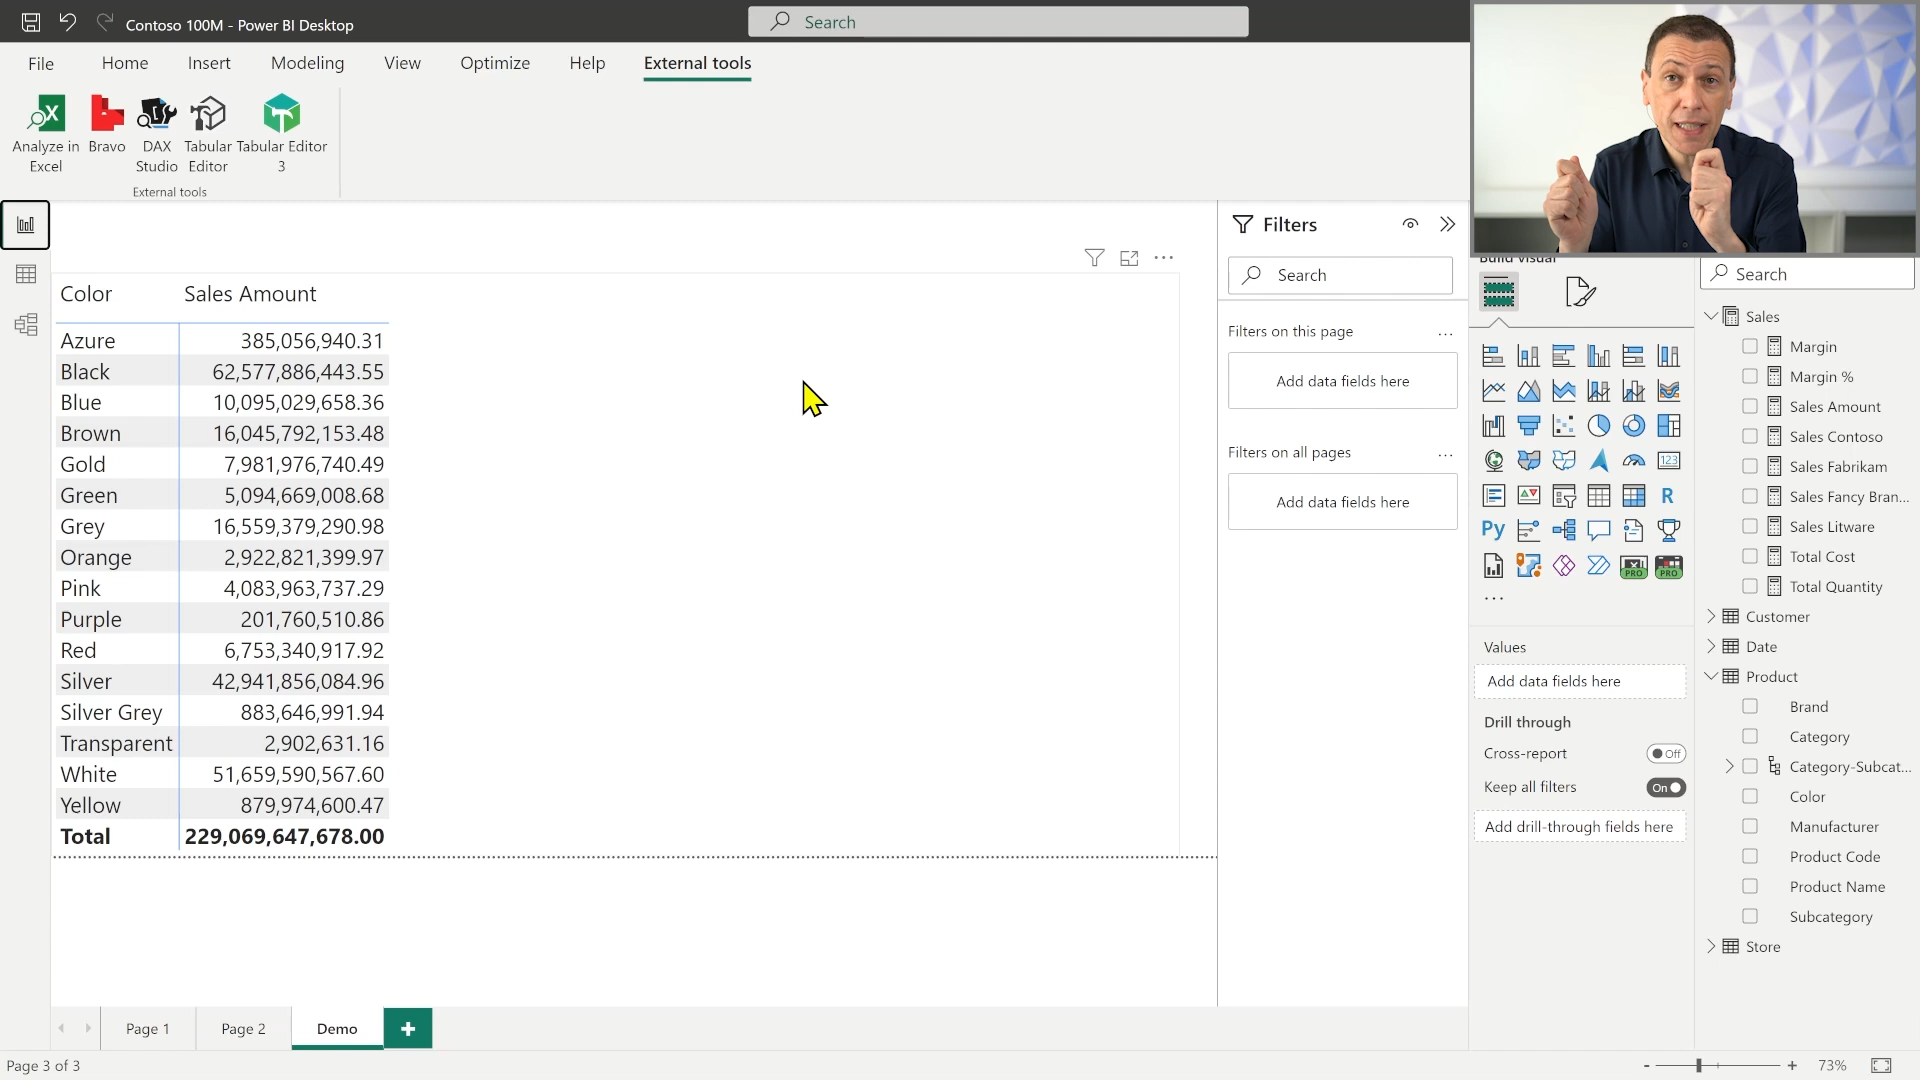 Contoso 100M - Power BI Desktop
Search
File Home Insert Modeling View Optimize Help External tools
Analyze in Excel
Bravo
DAX Studio
Tabular Editor
Tabular Editor 3
External tools
Color Sales Amount
Azure 385,056,940.31
Black 62,577,886,443.55
Blue 10,095,029,658.36
Brown 16,045,792,153.48
Gold 7,981,976,740.49
Green 5,094,669,008.68
Grey 16,559,379,290.98
Orange 2,922,821,399.97
Pink 4,083,963,737.29
Purple 201,760,510.86
Red 6,753,340,917.92
Silver 42,941,856,084.96
Silver Grey 883,646,991.94
Transparent 2,902,631.16
White 51,659,590,567.60
Yellow 879,974,600.47
Total 229,069,647,678.00
Filters
Search
Filters on this page
...
Add data fields here
Filters on all pages
...
Add data fields here
Build visual
123
R
Py
PRO
PRO
...
Values
Add data fields here
Drill through
Cross-report Off
Keep all filters On
Add drill-through fields here
Search
Sales
Margin
Margin %
Sales Amount
Sales Contoso
Sales Fabrikam
Sales Fancy Bran...
Sales Litware
Total Cost
Total Quantity
Customer
Date
Product
Brand
Category
Category-Subcat...
Color
Manufacturer
Product Code
Product Name
Subcategory
Store
Page 1 Page 2 Demo +
Page 3 of 3
- + 73%